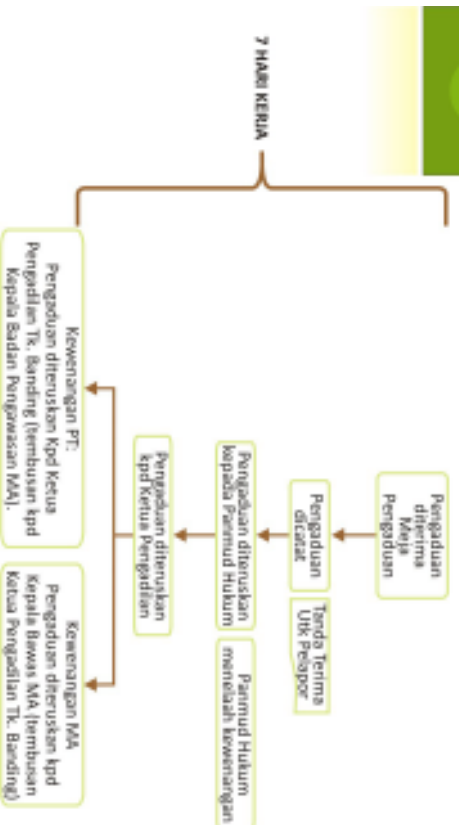 7 HARI KERJA
Pengaduan
diterima
Meja
Pengaduan
Pengaduan
dicatat
Tanda Terima
Utk Pelapor
Pengaduan diteruskan
kepada Panmud Hukum
Panmud Hukum
menelaah kewenangan
Pengaduan diteruskan
kpd Ketua Pengadilan
Kewenangan PT:
Pengaduan diteruskan Kpd Ketua
Pengadilan Tk. Banding (tembusan kpd
Kepala Badan Pengawasan MA).
Kewenangan MA
Pengaduan diteruskan kpd
Kepala Bawas MA (tembusan
Ketua Pengadilan Tk. Banding)